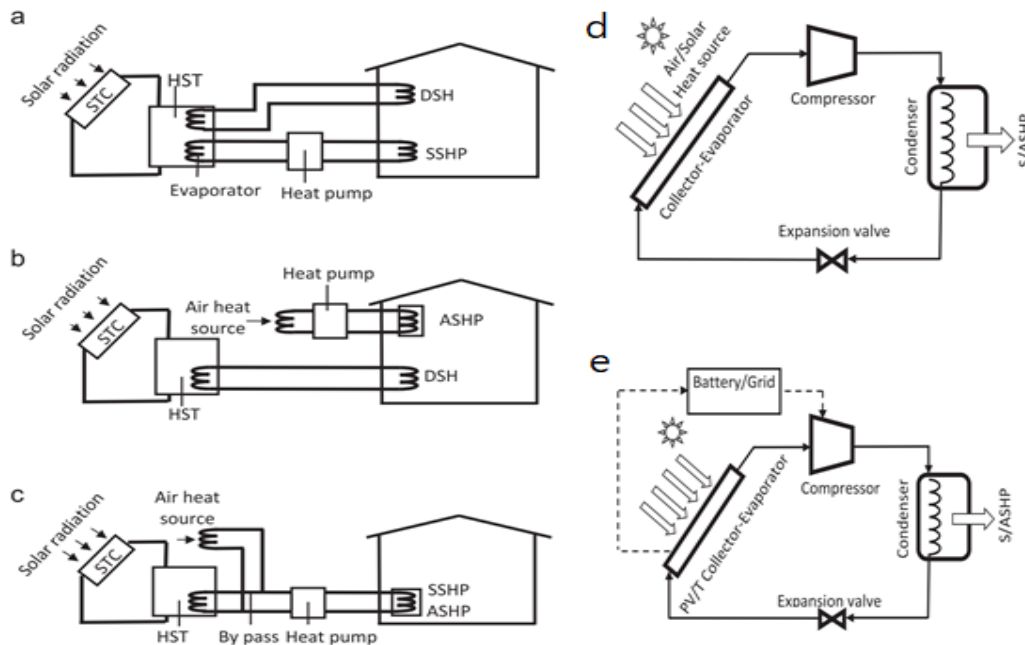 a
Solar radiation
STC
HST
DSH
SSHP
Evaporator
Heat pump
b
Solar radiation
STC
Heat pump
Air heat
source
ASHP
DSH
HST
c
Solar radiation
STC
Air heat
source
SSHP
ASHP
HST
By pass
Heat pump
d
Air/Solar
Heat source
Collector-Evaporator
Compressor
Condenser
S/ASHP
Expansion valve
e
Battery/Grid
PV/T Collector-Evaporator
Compressor
Condenser
S/ASHP
Expansion valve